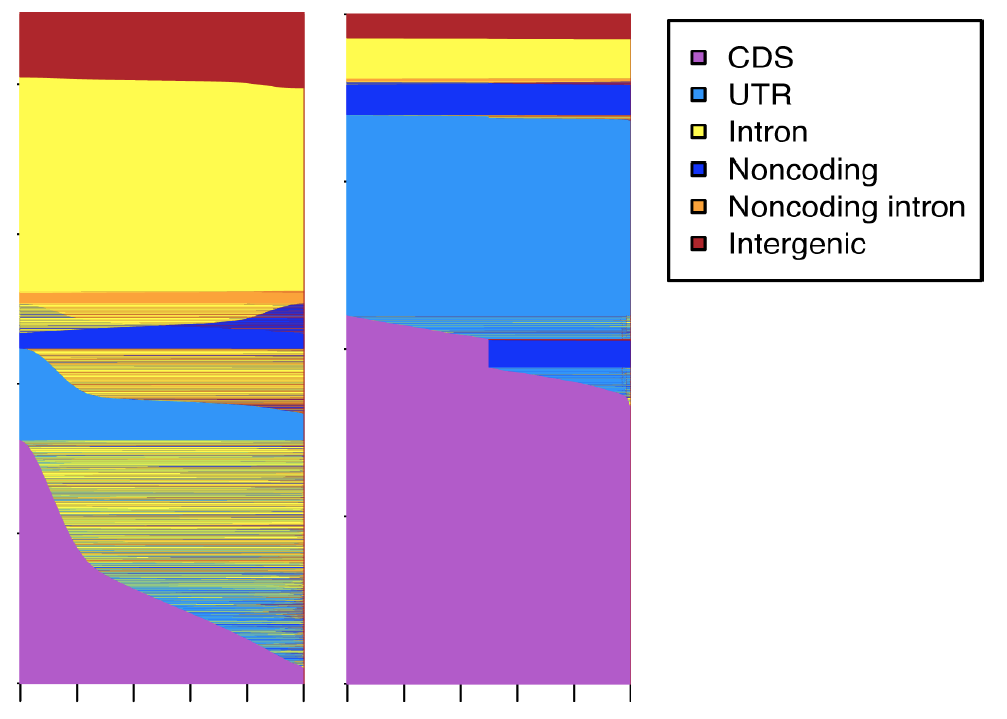 CDS
UTR
Intron
Noncoding
Noncoding intron
Intergenic